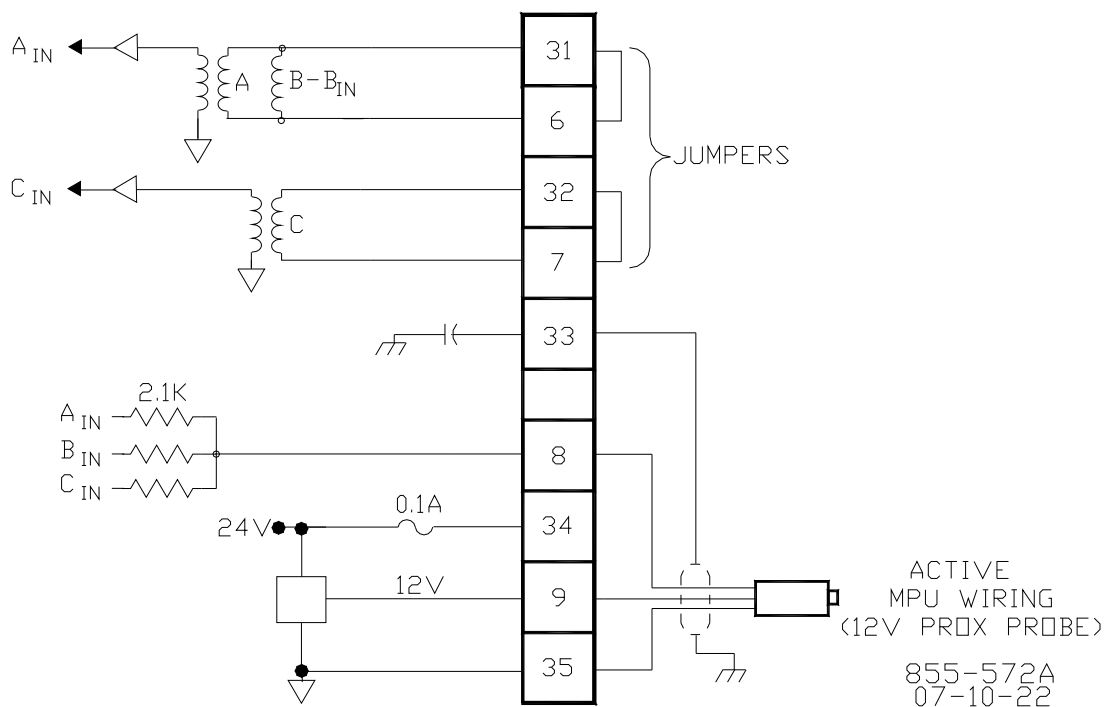 A IN
A
B-BIN
31
6
JUMPERS
C IN
C
32
7
33
2.1K
A IN
B IN
C IN
8
0.1A
24V
34
12V
9
35
ACTIVE
MPU WIRING
(12V PROX PROBE)
855-572A
07-10-22